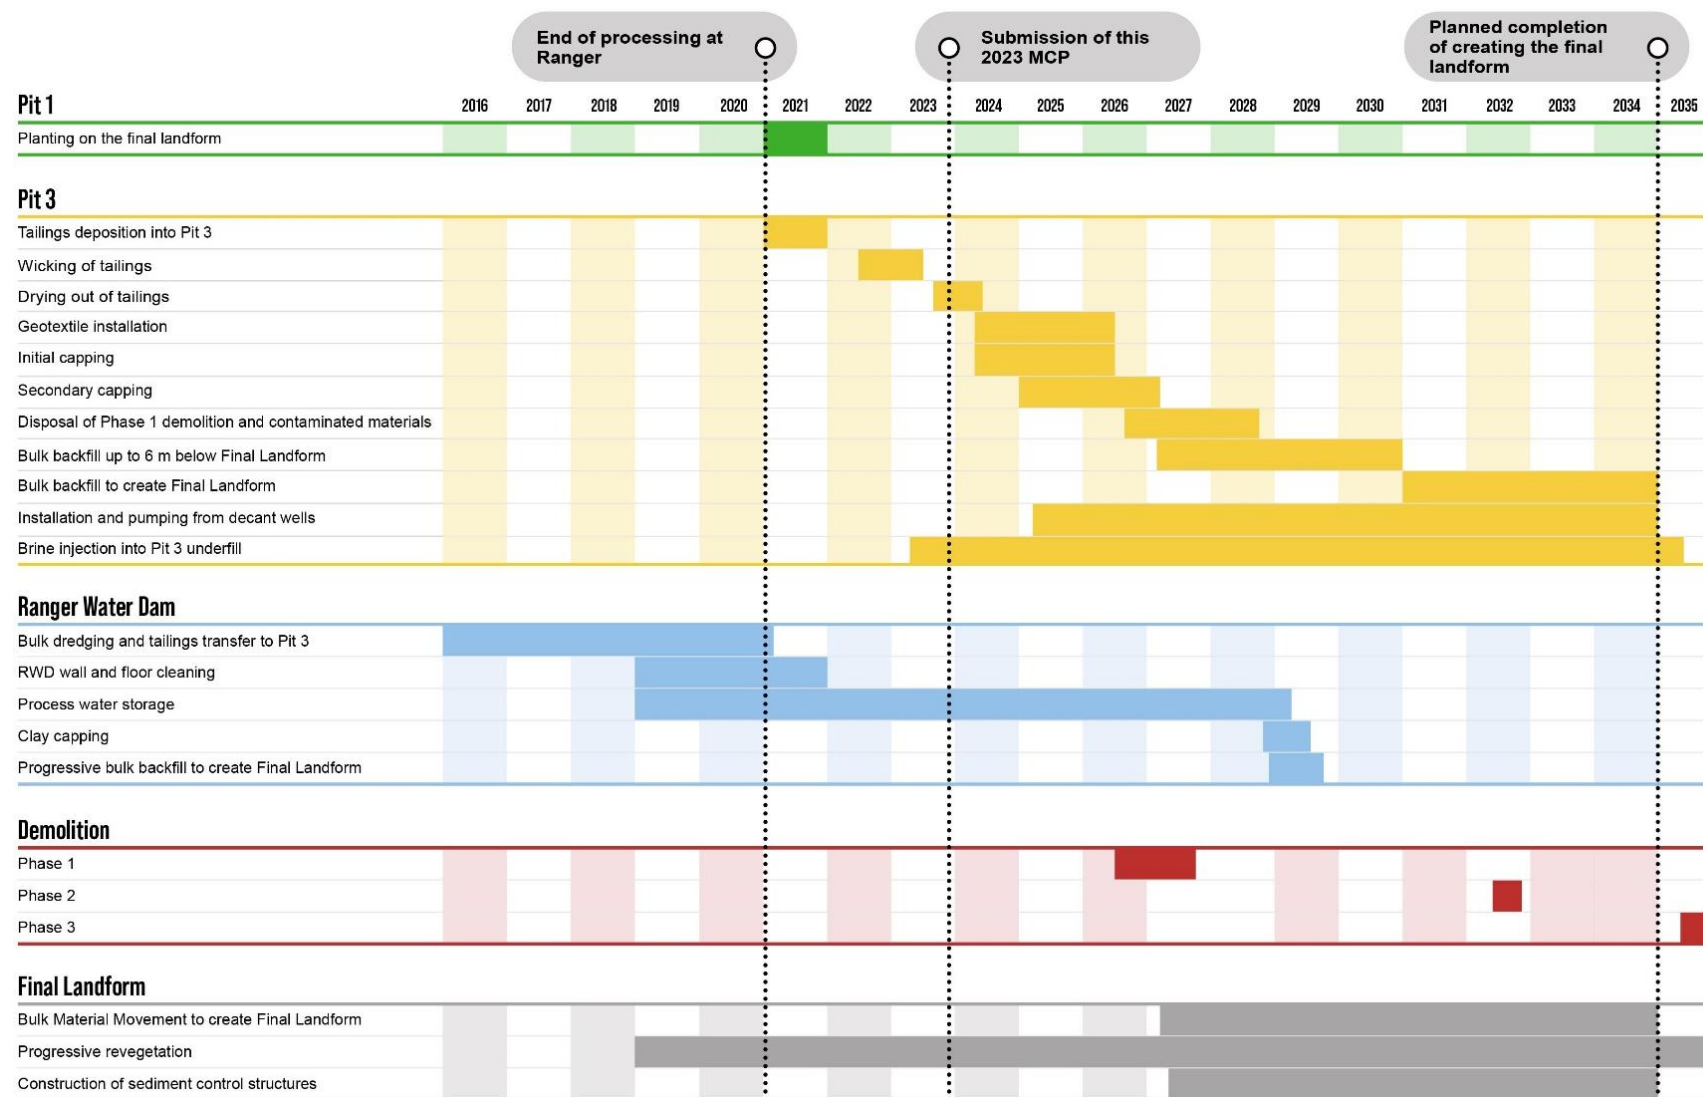 End of processing at
Ranger
Submission of this
2023 MCP
Planned completion
of creating the final
landform
Pit 1
2016 2017 2018 2019 2020 2021 2022 2023 2024 2025 2026 2027 2028 2029 2030 2031 2032 2033 2034 2035
Planting on the final landform
Pit 3
Tailings deposition into Pit 3
Wicking of tailings
Drying out of tailings
Geotextile installation
Initial capping
Secondary capping
Disposal of Phase 1 demolition and contaminated materials
Bulk backfill up to 6 m below Final Landform
Bulk backfill to create Final Landform
Installation and pumping from decant wells
Brine injection into Pit 3 underfill
Ranger Water Dam
Bulk dredging and tailings transfer to Pit 3
RWD wall and floor cleaning
Process water storage
Clay capping
Progressive bulk backfill to create Final Landform
Demolition
Phase 1
Phase 2
Phase 3
Final Landform
Bulk Material Movement to create Final Landform
Progressive revegetation
Construction of sediment control structures